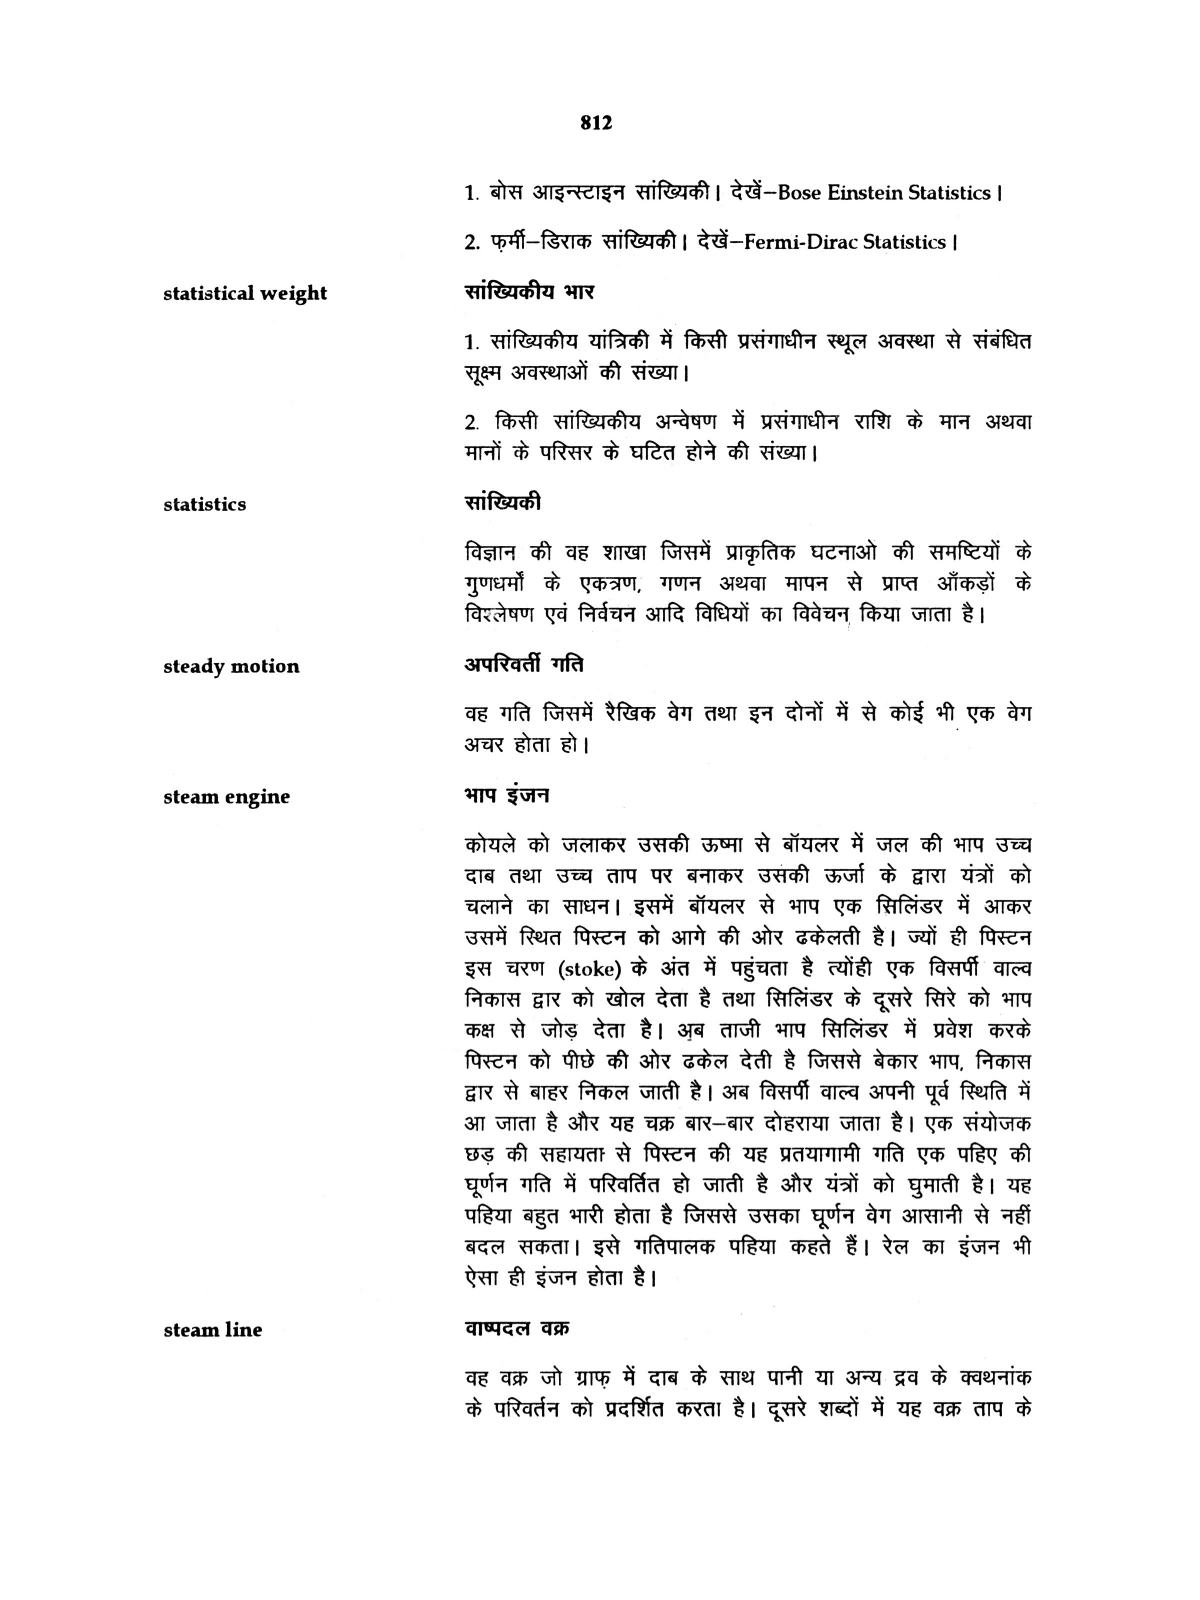 812
1. बोस आइन्स्टाइन सांख्यिकी। देखें–Bose Einstein Statistics।
2. फ़र्मी–डिराक सांख्यिकी। देखें–Fermi-Dirac Statistics।
statistical weight सांख्यिकीय भार
1. सांख्यिकीय यांत्रिकी में किसी प्रसंगाधीन स्थूल अवस्था से संबंधित
सूक्ष्म अवस्थाओं की संख्या।
2. किसी सांख्यिकीय अन्वेषण में प्रसंगाधीन राशि के मान अथवा
मानों के परिसर के घटित होने की संख्या।
statistics सांख्यिकी
विज्ञान की वह शाखा जिसमें प्राकृतिक घटनाओ की समष्टियों के
गुणधर्मों के एकत्रण, गणन अथवा मापन से प्राप्त आँकड़ों के
विश्लेषण एवं निर्वचन आदि विधियों का विवेचन किया जाता है।
steady motion अपरिवर्ती गति
वह गति जिसमें रैखिक वेग तथा इन दोनों में से कोई भी एक वेग
अचर होता हो।
steam engine भाप इंजन
कोयले को जलाकर उसकी ऊष्मा से बॉयलर में जल की भाप उच्च
दाब तथा उच्च ताप पर बनाकर उसकी ऊर्जा के द्वारा यंत्रों को
चलाने का साधन। इसमें बॉयलर से भाप एक सिलिंडर में आकर
उसमें स्थित पिस्टन को आगे की ओर ढकेलती है। ज्यों ही पिस्टन
इस चरण (stoke) के अंत में पहुंचता है त्योंही एक विसर्पी वाल्व
निकास द्वार को खोल देता है तथा सिलिंडर के दूसरे सिरे को भाप
कक्ष से जोड़ देता है। अब ताजी भाप सिलिंडर में प्रवेश करके
पिस्टन को पीछे की ओर ढकेल देती है जिससे बेकार भाप, निकास
द्वार से बाहर निकल जाती है। अब विसर्पी वाल्व अपनी पूर्व स्थिति में
आ जाता है और यह चक्र बार–बार दोहराया जाता है। एक संयोजक
छड़ की सहायता से पिस्टन की यह प्रतयागामी गति एक पहिए की
घूर्णन गति में परिवर्तित हो जाती है और यंत्रों को घुमाती है। यह
पहिया बहुत भारी होता है जिससे उसका घूर्णन वेग आसानी से नहीं
बदल सकता। इसे गतिपालक पहिया कहते हैं। रेल का इंजन भी
ऐसा ही इंजन होता है।
steam line वाष्पदल वक्र
वह वक्र जो ग्राफ़ में दाब के साथ पानी या अन्य द्रव के क्वथनांक
के परिवर्तन को प्रदर्शित करता है। दूसरे शब्दों में यह वक्र ताप के